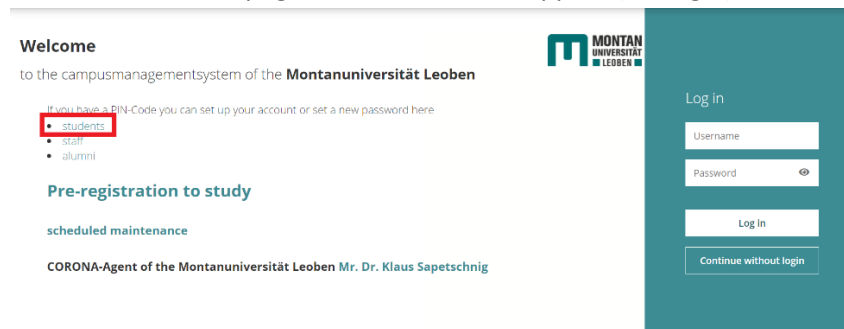 Welcome
MONTAN
UNIVERSITÄT
LEOBEN
to the campusmanagementsystem of the Montanuniversität Leoben
If you have a PIN-Code you can set up your account or set a new password here
students
staff
alumni
Pre-registration to study
scheduled maintenance
CORONA-Agent of the Montanuniversität Leoben Mr. Dr. Klaus Sapetschnig
Log in
Username
Password
Log in
Continue without login